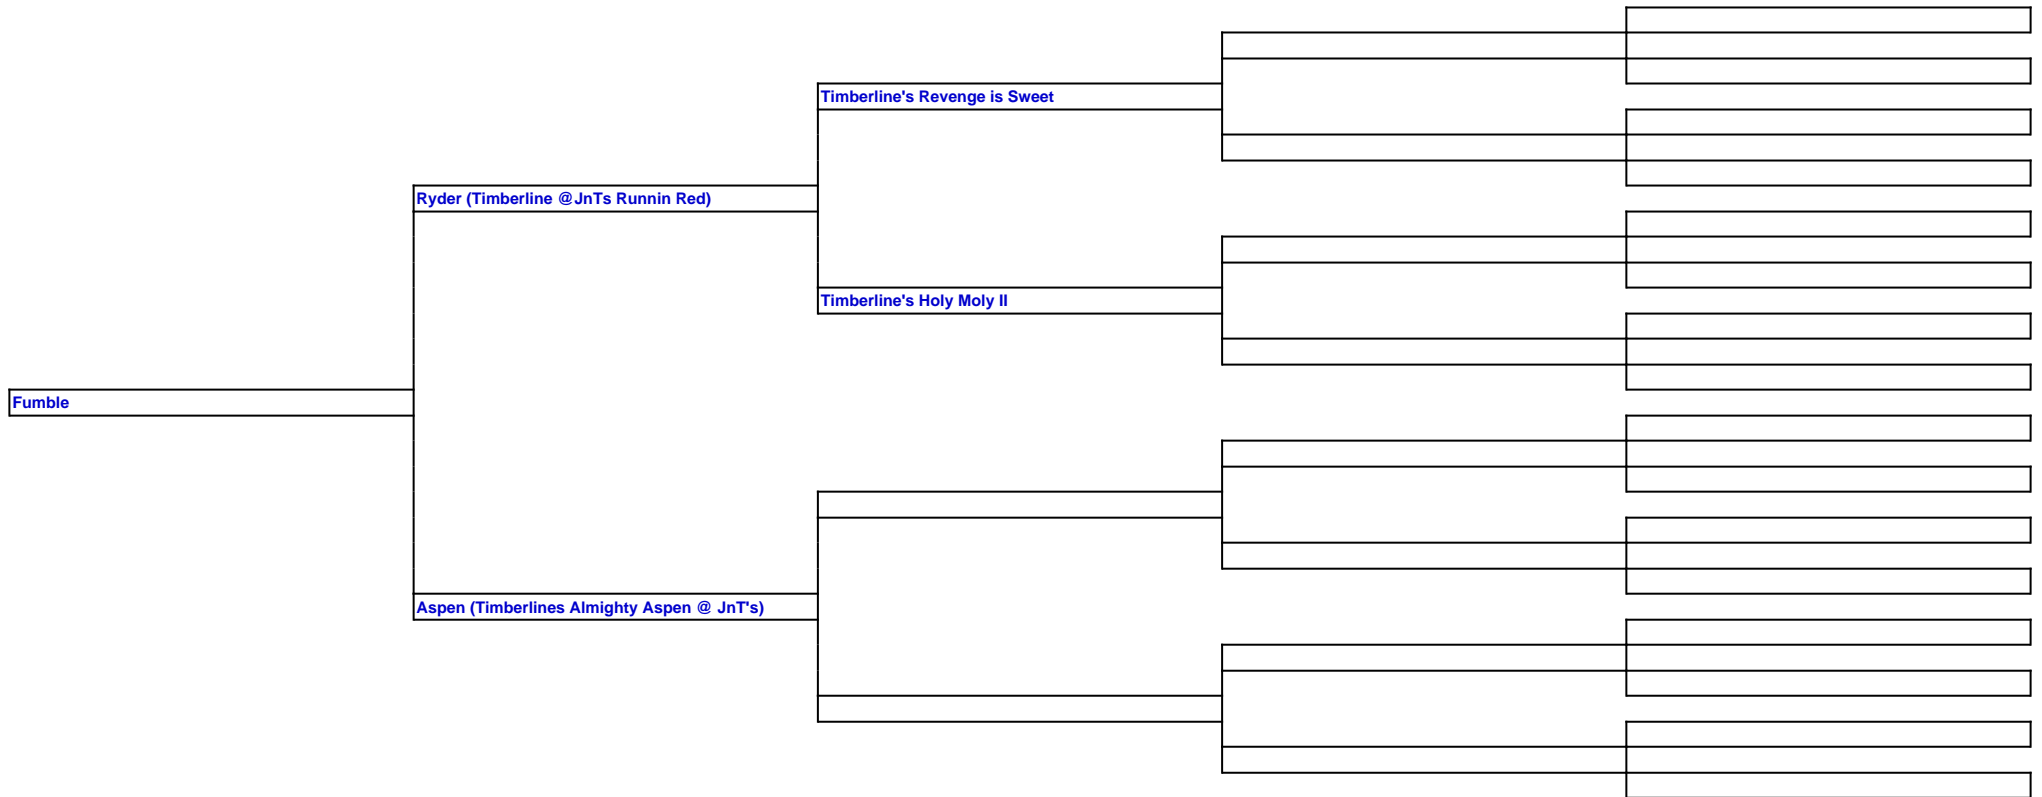 Timberline's Revenge is Sweet
Ryder (Timberline @JnTs Runnin Red)
Timberline's Holy Moly II
Fumble
Aspen (Timberlines Almighty Aspen @ JnT's)